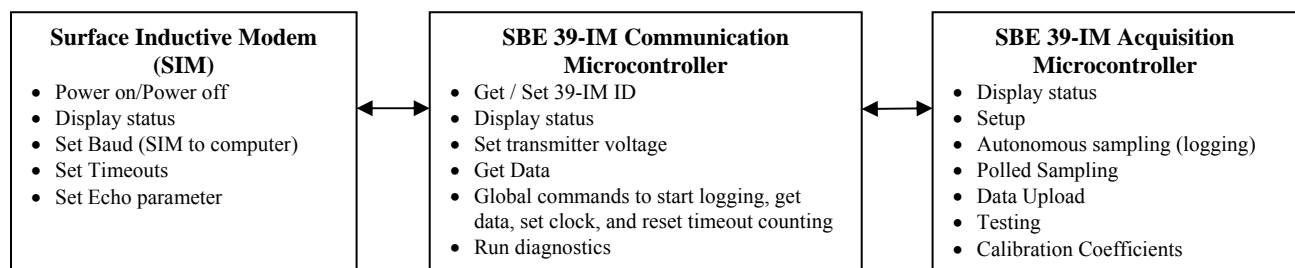 Surface Inductive Modem
(SIM)
• Power on/Power off
• Display status
• Set Baud (SIM to computer)
• Set Timeouts
• Set Echo parameter
SBE 39-IM Communication
Microcontroller
• Get / Set 39-IM ID
• Display status
• Set transmitter voltage
• Get Data
• Global commands to start logging, get
data, set clock, and reset timeout counting
• Run diagnostics
SBE 39-IM Acquisition
Microcontroller
• Display status
• Setup
• Autonomous sampling (logging)
• Polled Sampling
• Data Upload
• Testing
• Calibration Coefficients